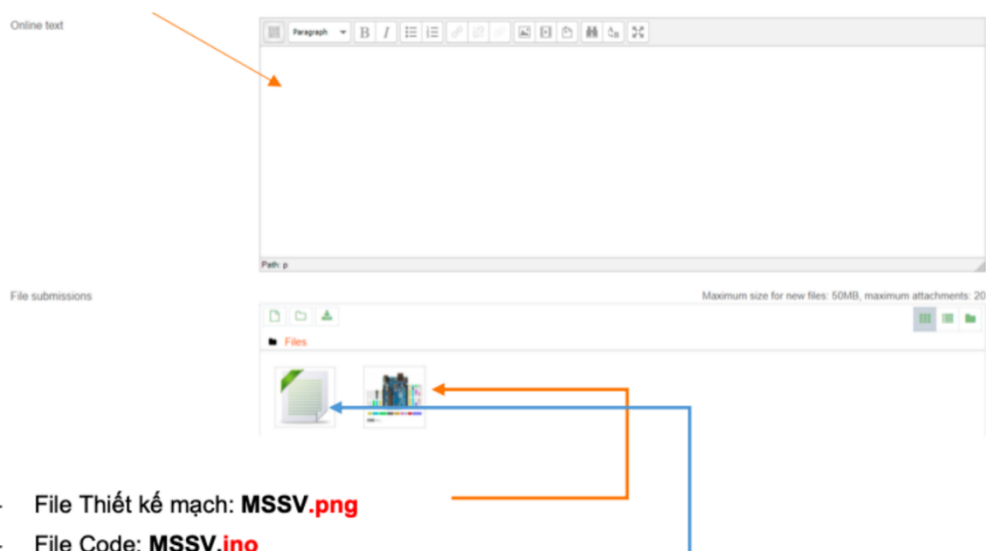 Online text
Paragraph
B I
Path: p
File submissions
Maximum size for new files: 50MB, maximum attachments: 20
Files
- File Thiết kế mạch: MSSV.png
- File Code: MSSV.ino